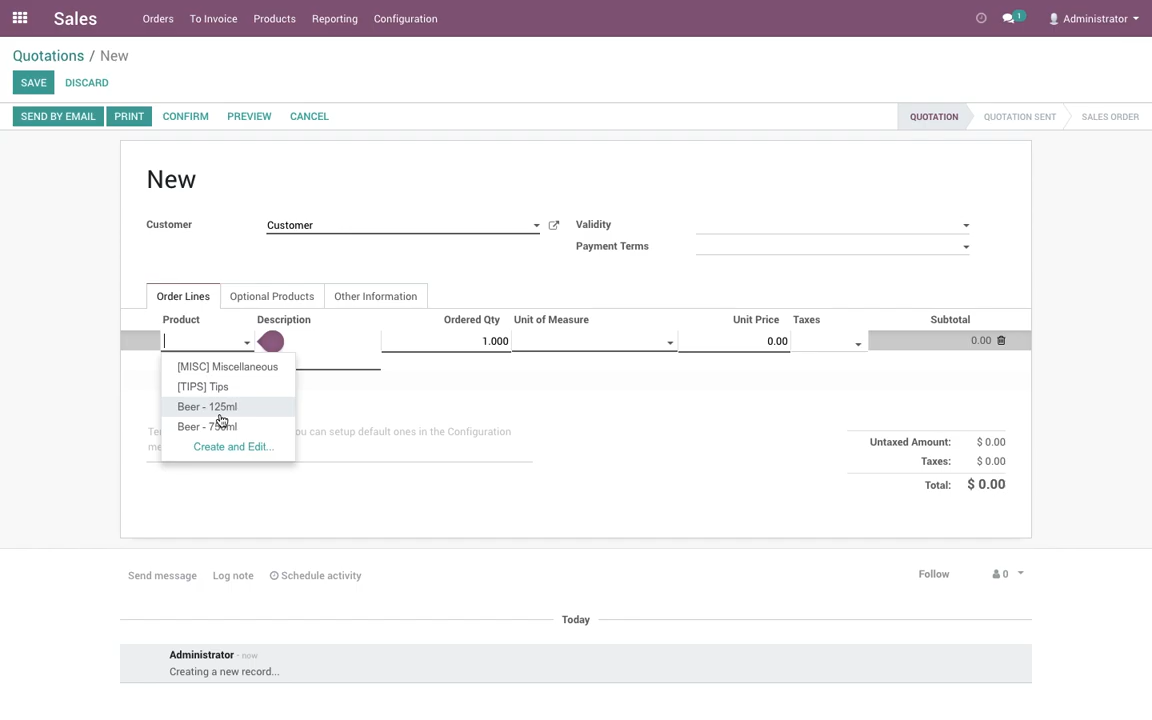 Sales Orders To Invoice Products Reporting Configuration 1 Administrator
Quotations / New
SAVE DISCARD
SEND BY EMAIL PRINT CONFIRM PREVIEW CANCEL QUOTATION QUOTATION SENT SALES ORDER
New
Customer Customer Validity
Payment Terms
Order Lines Optional Products Other Information
Product Description Ordered Qty Unit of Measure Unit Price Taxes Subtotal
1.000 0.00 0.00
[MISC] Miscellaneous
[TIPS] Tips
Beer - 125ml
Beer -
Create and Edit...
can setup default ones in the Configuration
Untaxed Amount: $ 0.00
Taxes: $ 0.00
Total: $ 0.00
Send message Log note Schedule activity Follow 0
Today
Administrator - now
Creating a new record...